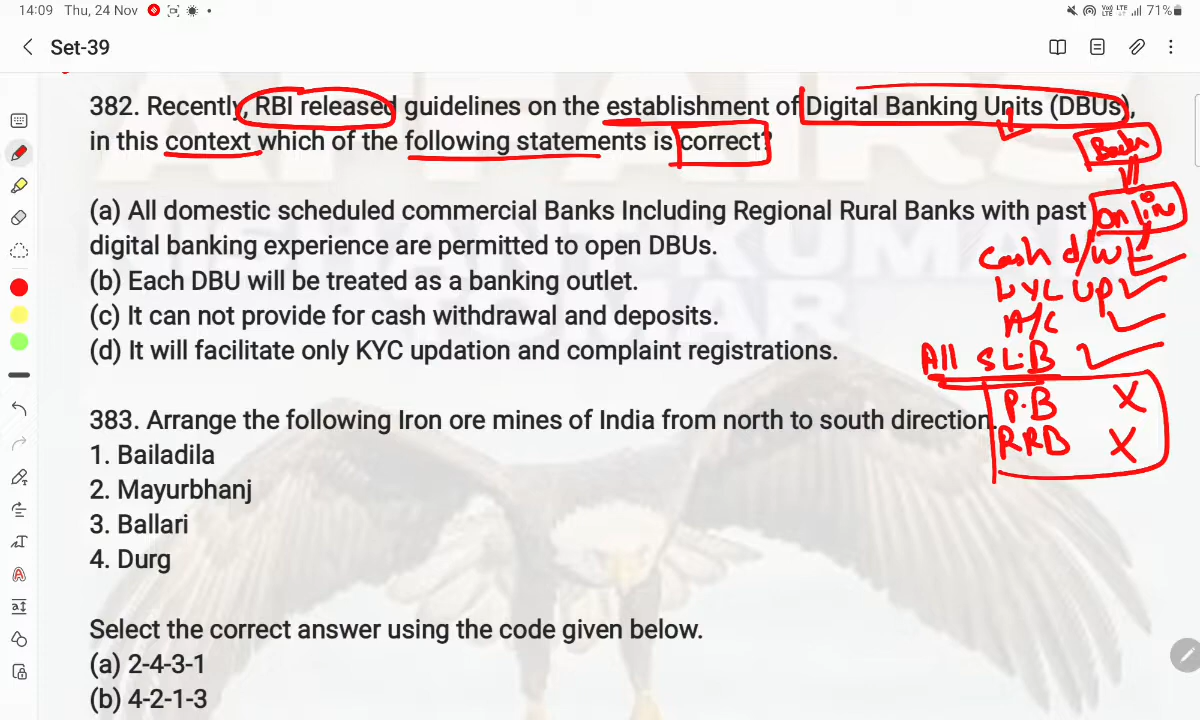 14:09 Thu, 24 Nov
71%
Set-39
382. Recently, RBI released guidelines on the establishment of Digital Banking Units (DBUs),
in this context which of the following statements is correct?
(a) All domestic scheduled commercial Banks Including Regional Rural Banks with past
digital banking experience are permitted to open DBUs.
(b) Each DBU will be treated as a banking outlet.
(c) It can not provide for cash withdrawal and deposits.
(d) It will facilitate only KYC updation and complaint registrations.
On line
Cash d/w
KYC UP
A/C
All S C.B
P.B X
RRB X
383. Arrange the following Iron ore mines of India from north to south direction.
1. Bailadila
2. Mayurbhanj
3. Ballari
4. Durg
Select the correct answer using the code given below.
(a) 2-4-3-1
(b) 4-2-1-3